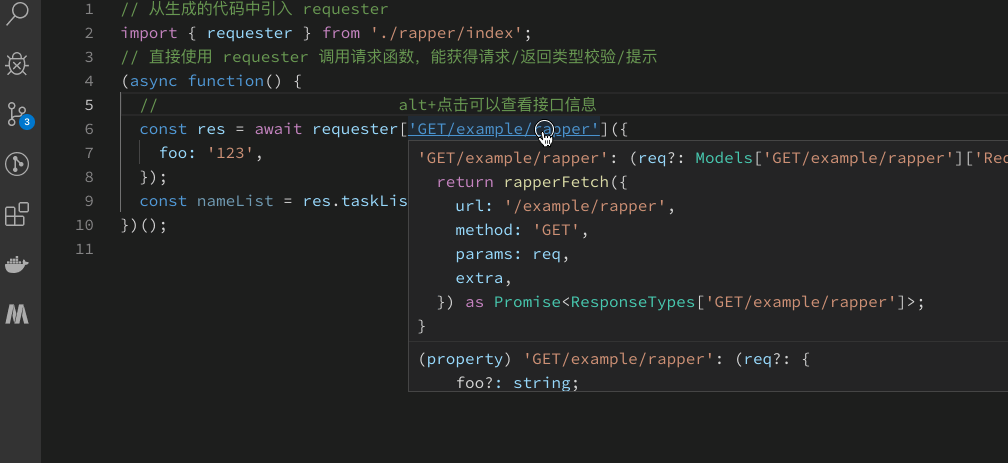 1 // 从生成的代码中引入 requester
2 import { requester } from './rapper/index';
3 // 直接使用 requester 调用请求函数，能获得请求/返回类型校验/提示
4 (async function() {
5 // alt+点击可以查看接口信息
6 const res = await requester['GET/example/rapper']({
7 foo: '123',
8 });
9 const nameList = res.taskLis
10 })();
11
'GET/example/rapper': (req?: Models['GET/example/rapper']['Rec
return rapperFetch({
url: '/example/rapper',
method: 'GET',
params: req,
extra,
}) as Promise<ResponseTypes['GET/example/rapper']>;
}
(property) 'GET/example/rapper': (req?: {
foo?: string;
3